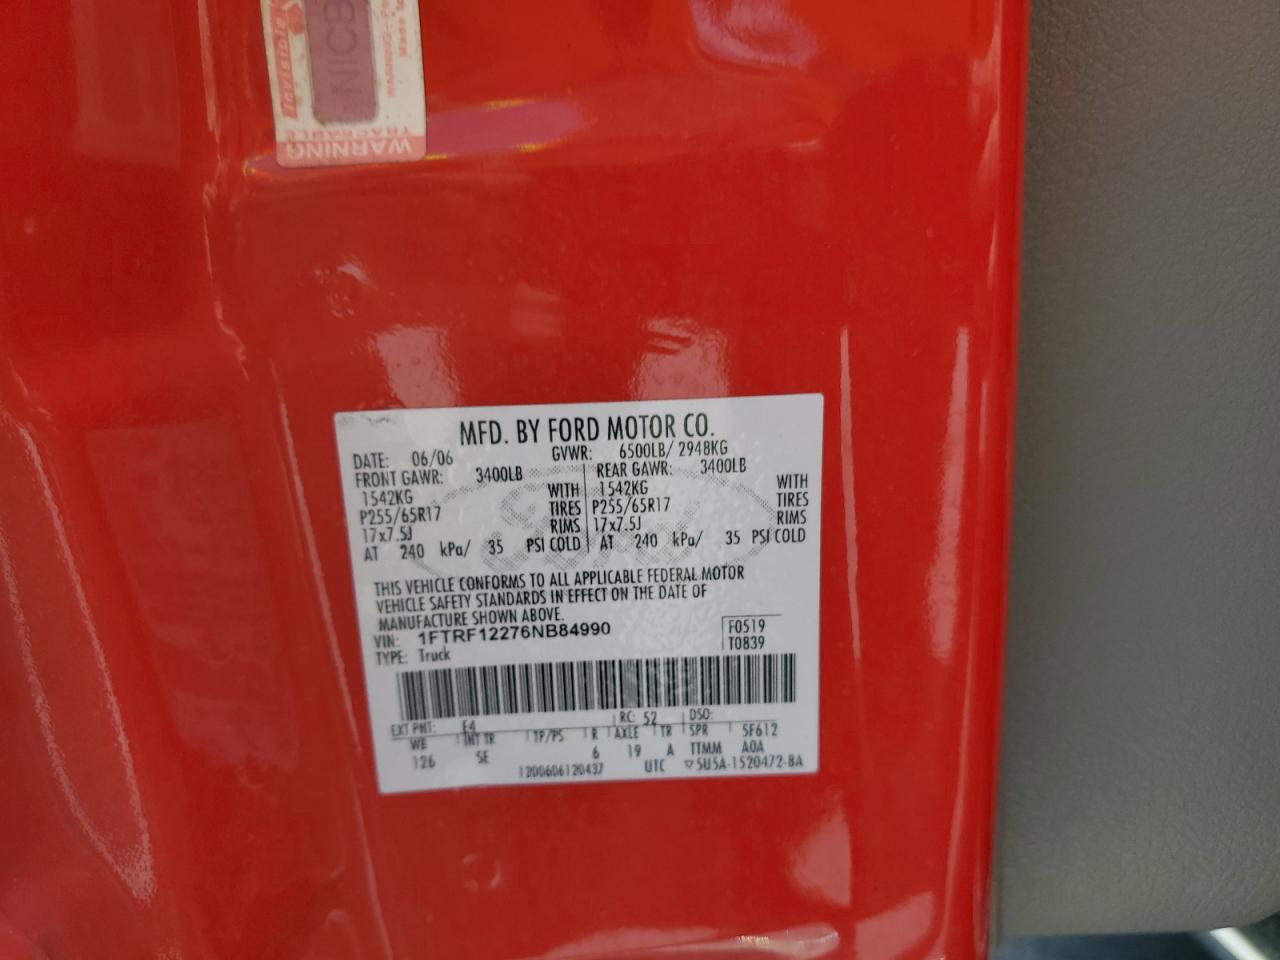 NICB
WARNING
TRACEABLE
MFD. BY FORD MOTOR CO.
DATE: 06/06 GVWR: 6500LB/ 2948KG
FRONT GAWR: 3400LB REAR GAWR: 3400LB
1542KG WITH 1542KG WITH
P255/65R17 TIRES P255/65R17 TIRES
17x7.5J RIMS 17x7.5J RIMS
AT 240 kPa/ 35 PSI COLD AT 240 kPa/ 35 PSI COLD
THIS VEHICLE CONFORMS TO ALL APPLICABLE FEDERAL MOTOR
VEHICLE SAFETY STANDARDS IN EFFECT ON THE DATE OF
MANUFACTURE SHOWN ABOVE.
VIN: 1FTRF12276NB84990 F0519
TYPE: Truck T0839
EXT PNT: F4 RC: 52 DSO:
WB INT TR TP/PS R AXLE TR SPR 5F612
126 SE 6 19 A TTMM A0A
1200606120437 UTC ▽5U5A-1520472-BA